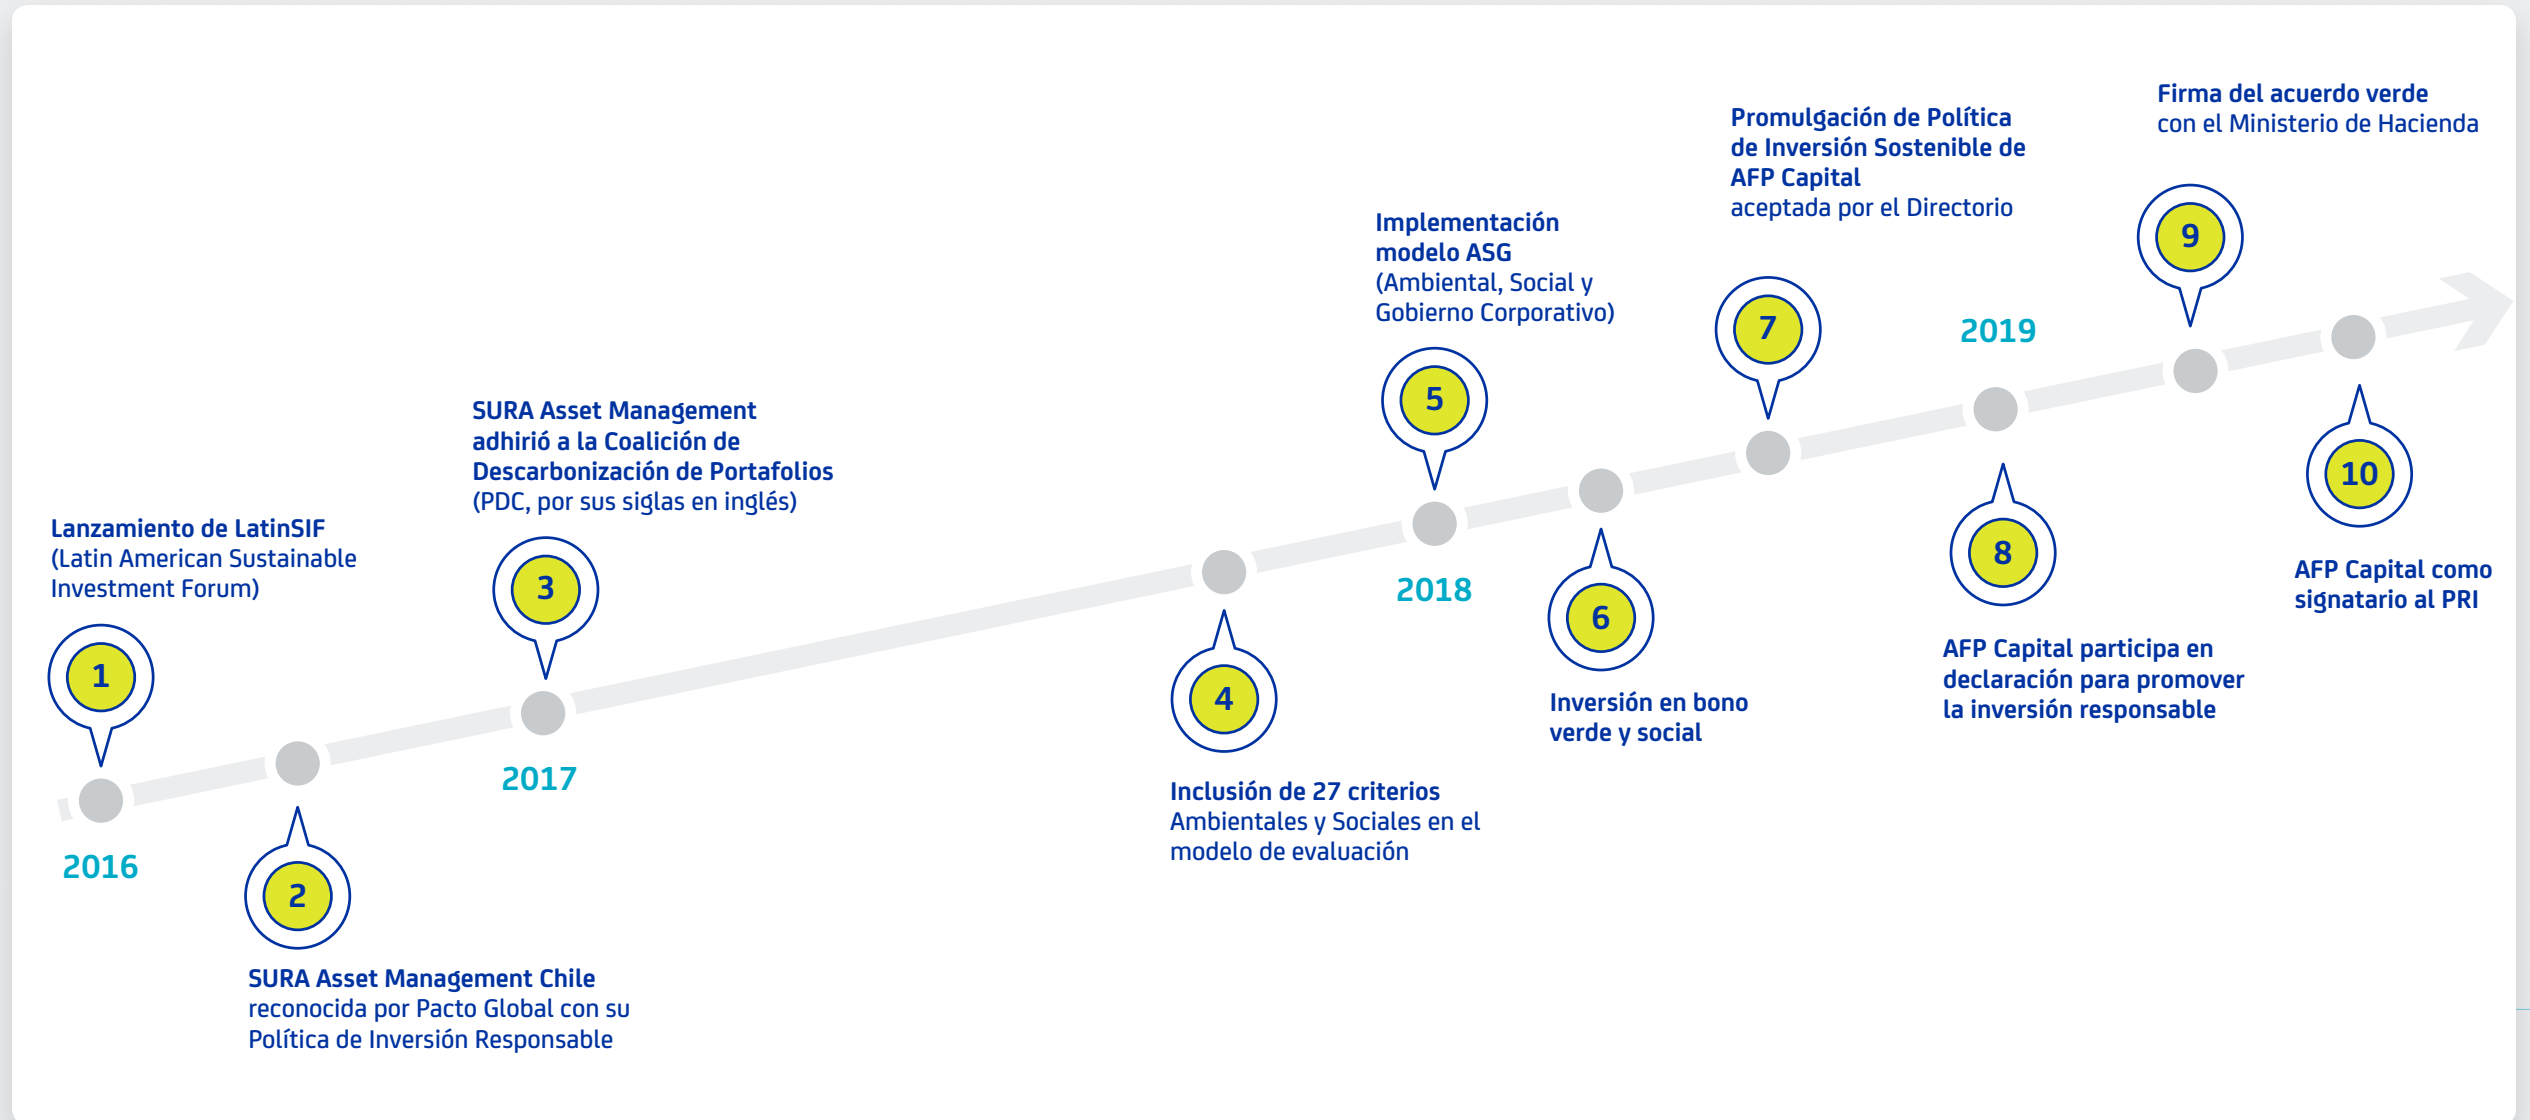 Lanzamiento de LatinSIF
(Latin American Sustainable
Investment Forum)
1
2016
2
SURA Asset Management Chile
reconocida por Pacto Global con su
Política de Inversión Responsable
SURA Asset Management
adhirió a la Coalición de
Descarbonización de Portafolios
(PDC, por sus siglas en inglés)
3
2017
4
Inclusión de 27 criterios
Ambientales y Sociales en el
modelo de evaluación
Implementación
modelo ASG
(Ambiental, Social y
Gobierno Corporativo)
5
2018
6
Inversión en bono
verde y social
Promulgación de Política
de Inversión Sostenible de
AFP Capital
aceptada por el Directorio
7
2019
8
AFP Capital participa en
declaración para promover
la inversión responsable
Firma del acuerdo verde
con el Ministerio de Hacienda
9
10
AFP Capital como
signatario al PRI